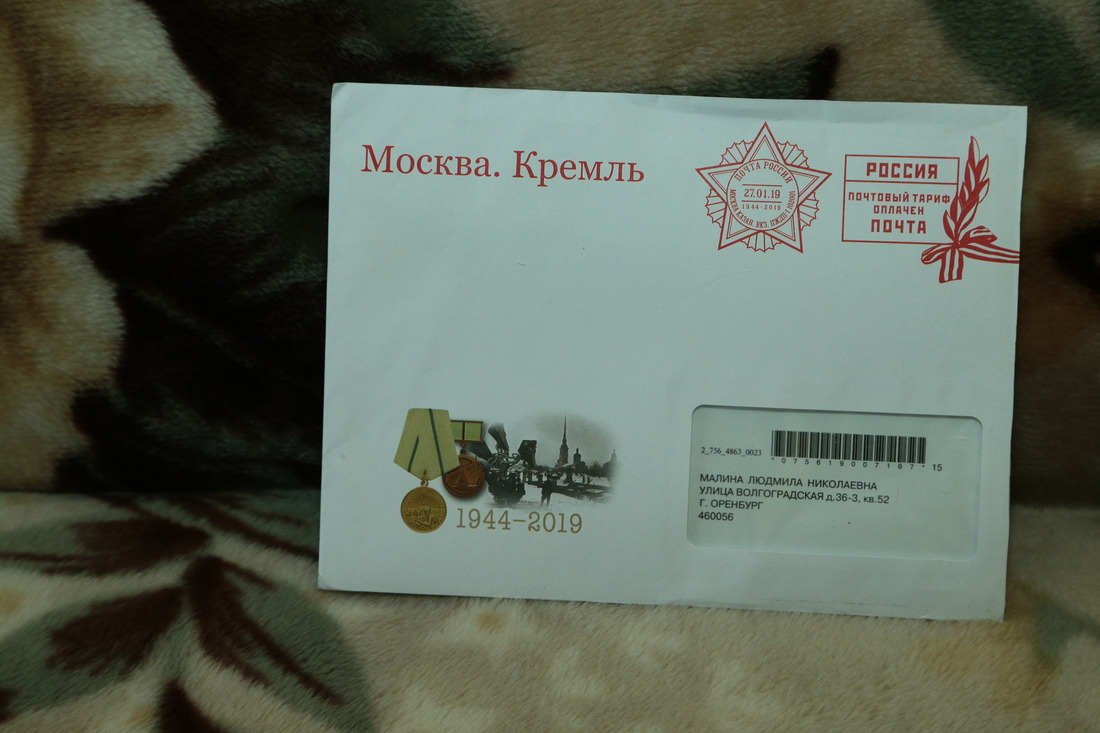 Москва. Кремль
ПОЧТА РОССИИ
27.01.19
1944-2019
РОССИЯ
ПОЧТОВЫЙ ТАРИФ
ОПЛАЧЕН
ПОЧТА
1944–2019
2_756_4863_0023
07561900716715
МАЛИНА ЛЮДМИЛА НИКОЛАЕВНА
УЛИЦА ВОЛГОГРАДСКАЯ д.36-3, кв.52
Г. ОРЕНБУРГ
460056